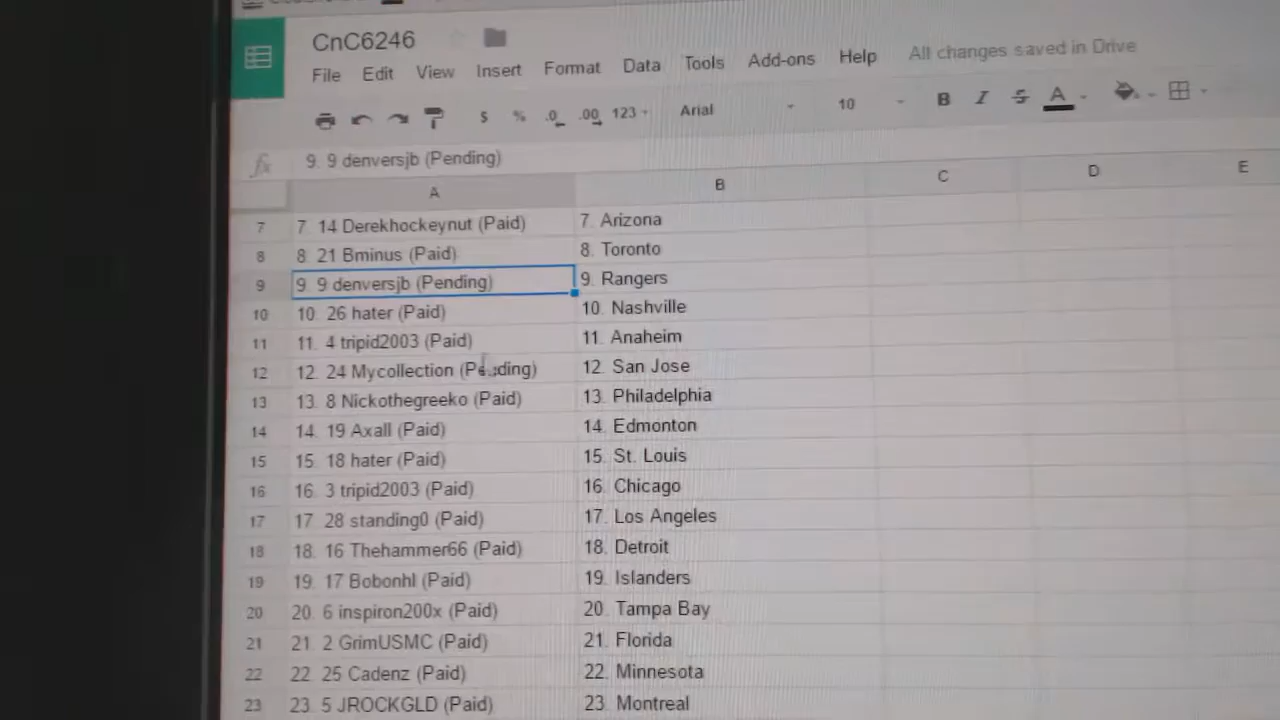 CnC6246
File Edit View Insert Format Data Tools Add-ons Help All changes saved in Drive
$ % .0 .00 123 Arial 10 B I S A
fx 9. 9 denversjb (Pending)
A B C D E
7 7. 14 Derekhockeynut (Paid) 7. Arizona
8 8. 21 Bminus (Paid) 8. Toronto
9 9. 9 denversjb (Pending) 9. Rangers
10 10. 26 hater (Paid) 10. Nashville
11 11. 4 tripid2003 (Paid) 11. Anaheim
12 12. 24 Mycollection (Pending) 12. San Jose
13 13. 8 Nickothegreeko (Paid) 13. Philadelphia
14 14. 19 Axall (Paid) 14. Edmonton
15 15. 18 hater (Paid) 15. St. Louis
16 16. 3 tripid2003 (Paid) 16. Chicago
17 17. 28 standing0 (Paid) 17. Los Angeles
18 18. 16 Thehammer66 (Paid) 18. Detroit
19 19. 17 Bobonhl (Paid) 19. Islanders
20 20. 6 inspiron200x (Paid) 20. Tampa Bay
21 21. 2 GrimUSMC (Paid) 21. Florida
22 22. 25 Cadenz (Paid) 22. Minnesota
23 23. 5 JROCKGLD (Paid) 23. Montreal